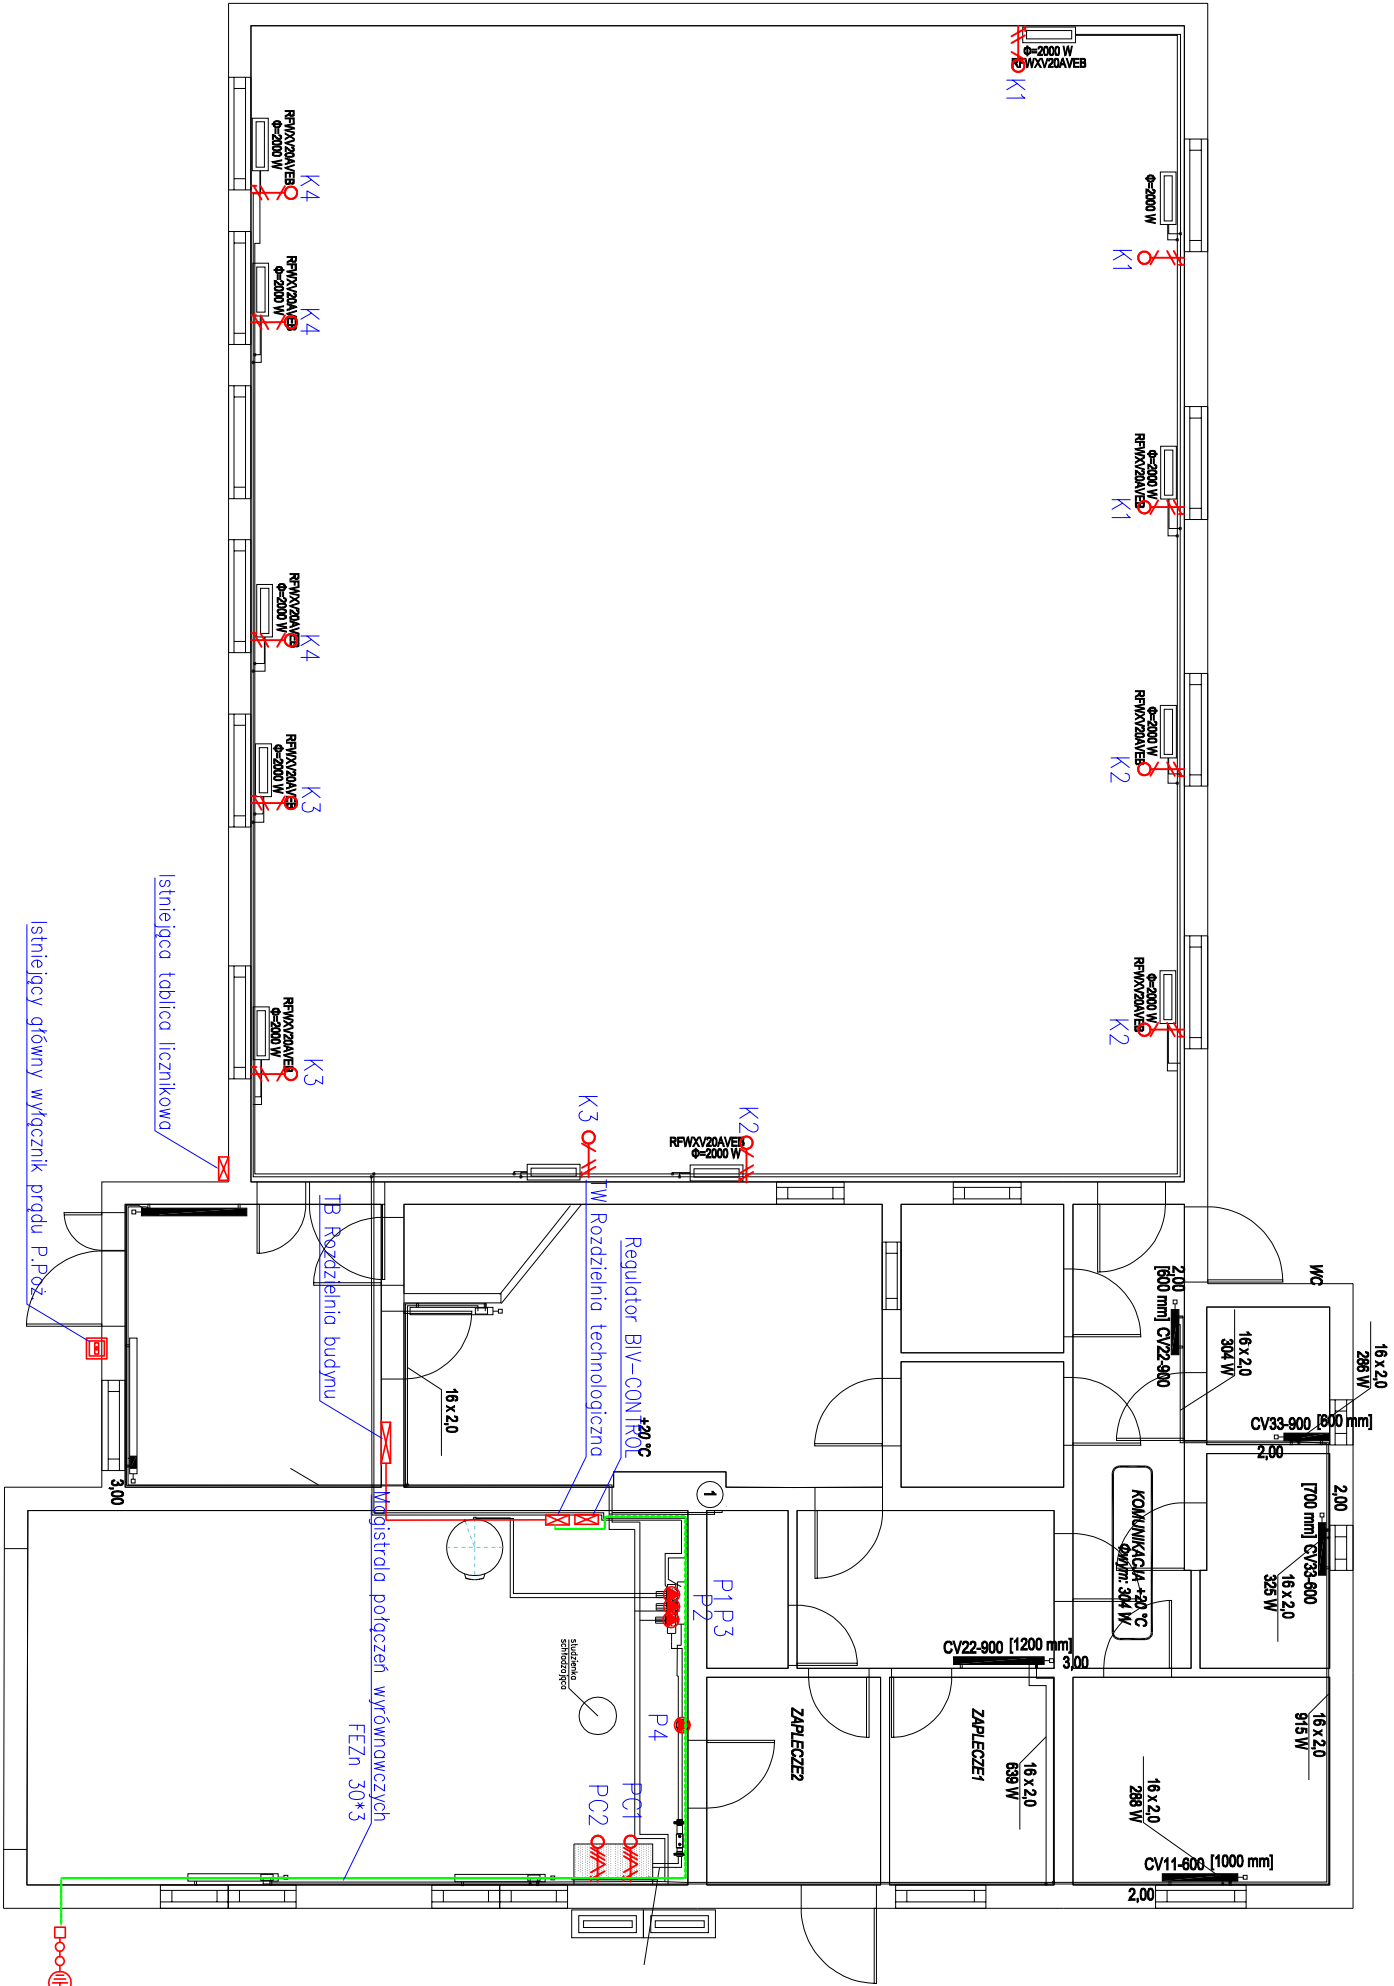 Φ=2000 W
RFWXV20AVEB
K1
RFWXV20AVEB
Φ=2000 W
K4
Φ=2000 W
K1
RFWXV20AVEB
Φ=2000 W
K4
Φ=2000 W
RFWXV20AVEB
K1
RFWXV20AVEB
Φ=2000 W
K4
Φ=2000 W
RFWXV20AVEB
K2
RFWXV20AVEB
Φ=2000 W
K3
Φ=2000 W
RFWXV20AVEB
K2
RFWXV20AVEB
Φ=2000 W
K3
K3
K2
RFWXV20AVEB
Φ=2000 W
Istniejąca tablica licznikowa
Istniejący główny wyłącznik prądu P.Poż
TB Rozdzielnia budynu
TW Rozdzielnia technologiczna
Regulator BIV-CONTROL
+20 °C
16 x 2,0
3,00
1
WC
2,00
[600 mm] CV22-900
16 x 2,0
304 W
16 x 2,0
286 W
CV33-900 [600 mm]
2,00
2,00
[700 mm] CV33-600
16 x 2,0
325 W
KOMUNIKACJA +20 °C
Φwym: 304 W
CV22-900 [1200 mm]
3,00
Magistrala połączeń wyrównawczych
FEZn 30*3
studzienka
schładzająca
P1 P3
P2
P4
PC1
PC2
ZAPLECZE2
ZAPLECZE1
16 x 2,0
639 W
16 x 2,0
915 W
16 x 2,0
288 W
CV11-600 [1000 mm]
2,00